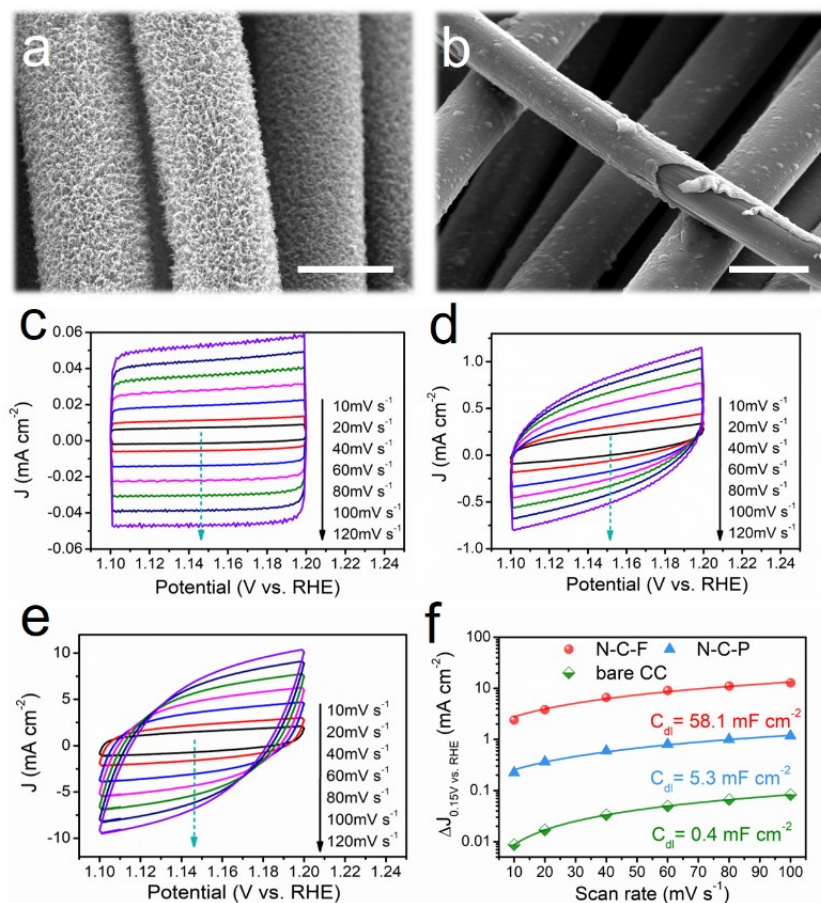 a
b
c
0.06
0.04
0.02
0.00
-0.02
-0.04
-0.06
J (mA cm-2)
1.10 1.12 1.14 1.16 1.18 1.20 1.22 1.24
Potential (V vs. RHE)
10mV s-1
20mV s-1
40mV s-1
60mV s-1
80mV s-1
100mV s-1
120mV s-1
d
1.0
0.5
0.0
-0.5
-1.0
J (mA cm-2)
1.10 1.12 1.14 1.16 1.18 1.20 1.22 1.24
Potential (V vs. RHE)
10mV s-1
20mV s-1
40mV s-1
60mV s-1
80mV s-1
100mV s-1
120mV s-1
e
10
5
0
-5
-10
J (mA cm-2)
1.10 1.12 1.14 1.16 1.18 1.20 1.22 1.24
Potential (V vs. RHE)
10mV s-1
20mV s-1
40mV s-1
60mV s-1
80mV s-1
100mV s-1
120mV s-1
f
100
10
1
0.1
0.01
ΔJ0.15V vs. RHE (mA cm-2)
N-C-F N-C-P
bare CC
Cdl= 58.1 mF cm-2
Cdl= 5.3 mF cm-2
Cdl= 0.4 mF cm-2
10 20 30 40 50 60 70 80 90 100
Scan rate (mV s-1)